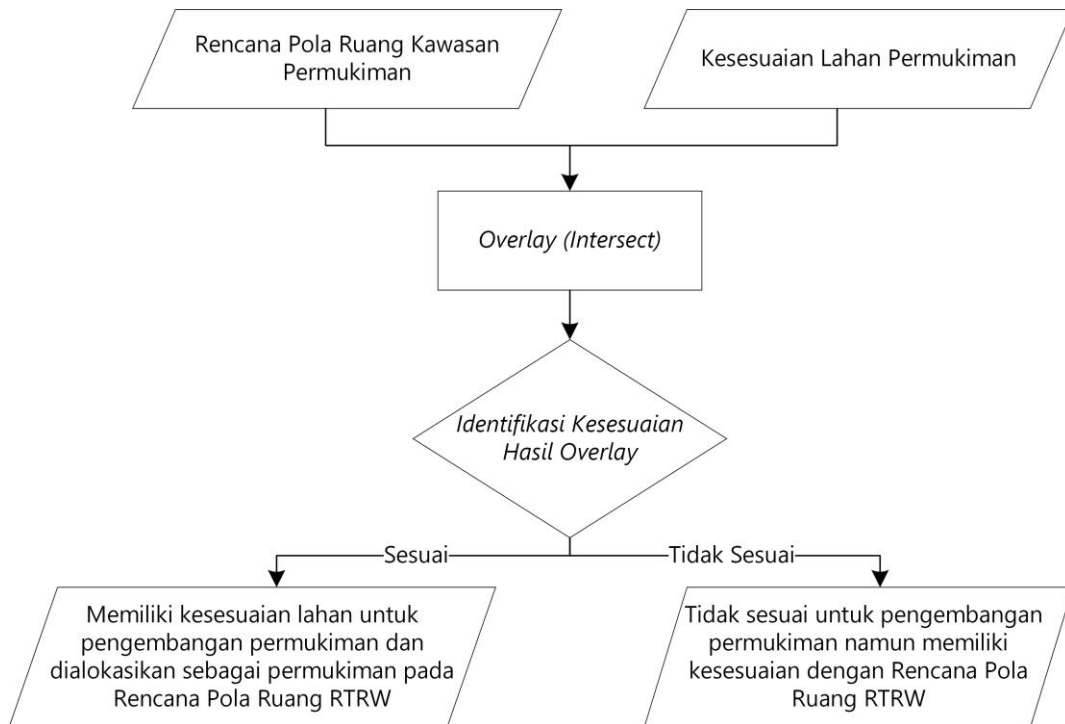 Rencana Pola Ruang Kawasan
Permukiman
Kesesuaian Lahan Permukiman
Overlay (Intersect)
Identifikasi Kesesuaian
Hasil Overlay
Sesuai
Tidak Sesuai
Memiliki kesesuaian lahan untuk
pengembangan permukiman dan
dialokasikan sebagai permukiman pada
Rencana Pola Ruang RTRW
Tidak sesuai untuk pengembangan
permukiman namun memiliki
kesesuaian dengan Rencana Pola
Ruang RTRW